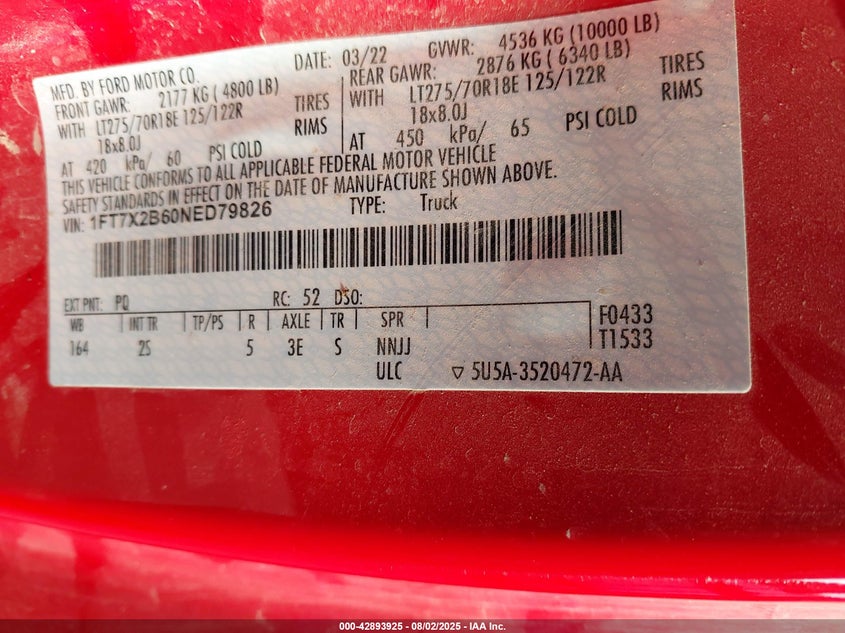 MFD. BY FORD MOTOR CO. DATE: 03/22 GVWR: 4536 KG (10000 LB)
FRONT GAWR: 2177 KG ( 4800 LB) REAR GAWR: 2876 KG ( 6340 LB)
WITH LT275/70R18E 125/122R TIRES WITH LT275/70R18E 125/122R TIRES
18x8.0J RIMS 18x8.0J RIMS
AT 420 kPa/ 60 PSI COLD AT 450 kPa/ 65 PSI COLD
THIS VEHICLE CONFORMS TO ALL APPLICABLE FEDERAL MOTOR VEHICLE
SAFETY STANDARDS IN EFFECT ON THE DATE OF MANUFACTURE SHOWN ABOVE.
VIN: 1FT7X2B60NED79826 TYPE: Truck
EXT PNT: PQ RC: 52 DSO:
WB INT TR TP/PS R AXLE TR SPR F0433
164 2S 5 3E S NNJJ T1533
ULC ▽ 5U5A-3520472-AA
000-42893925 - 08/02/2025 - IAA Inc.